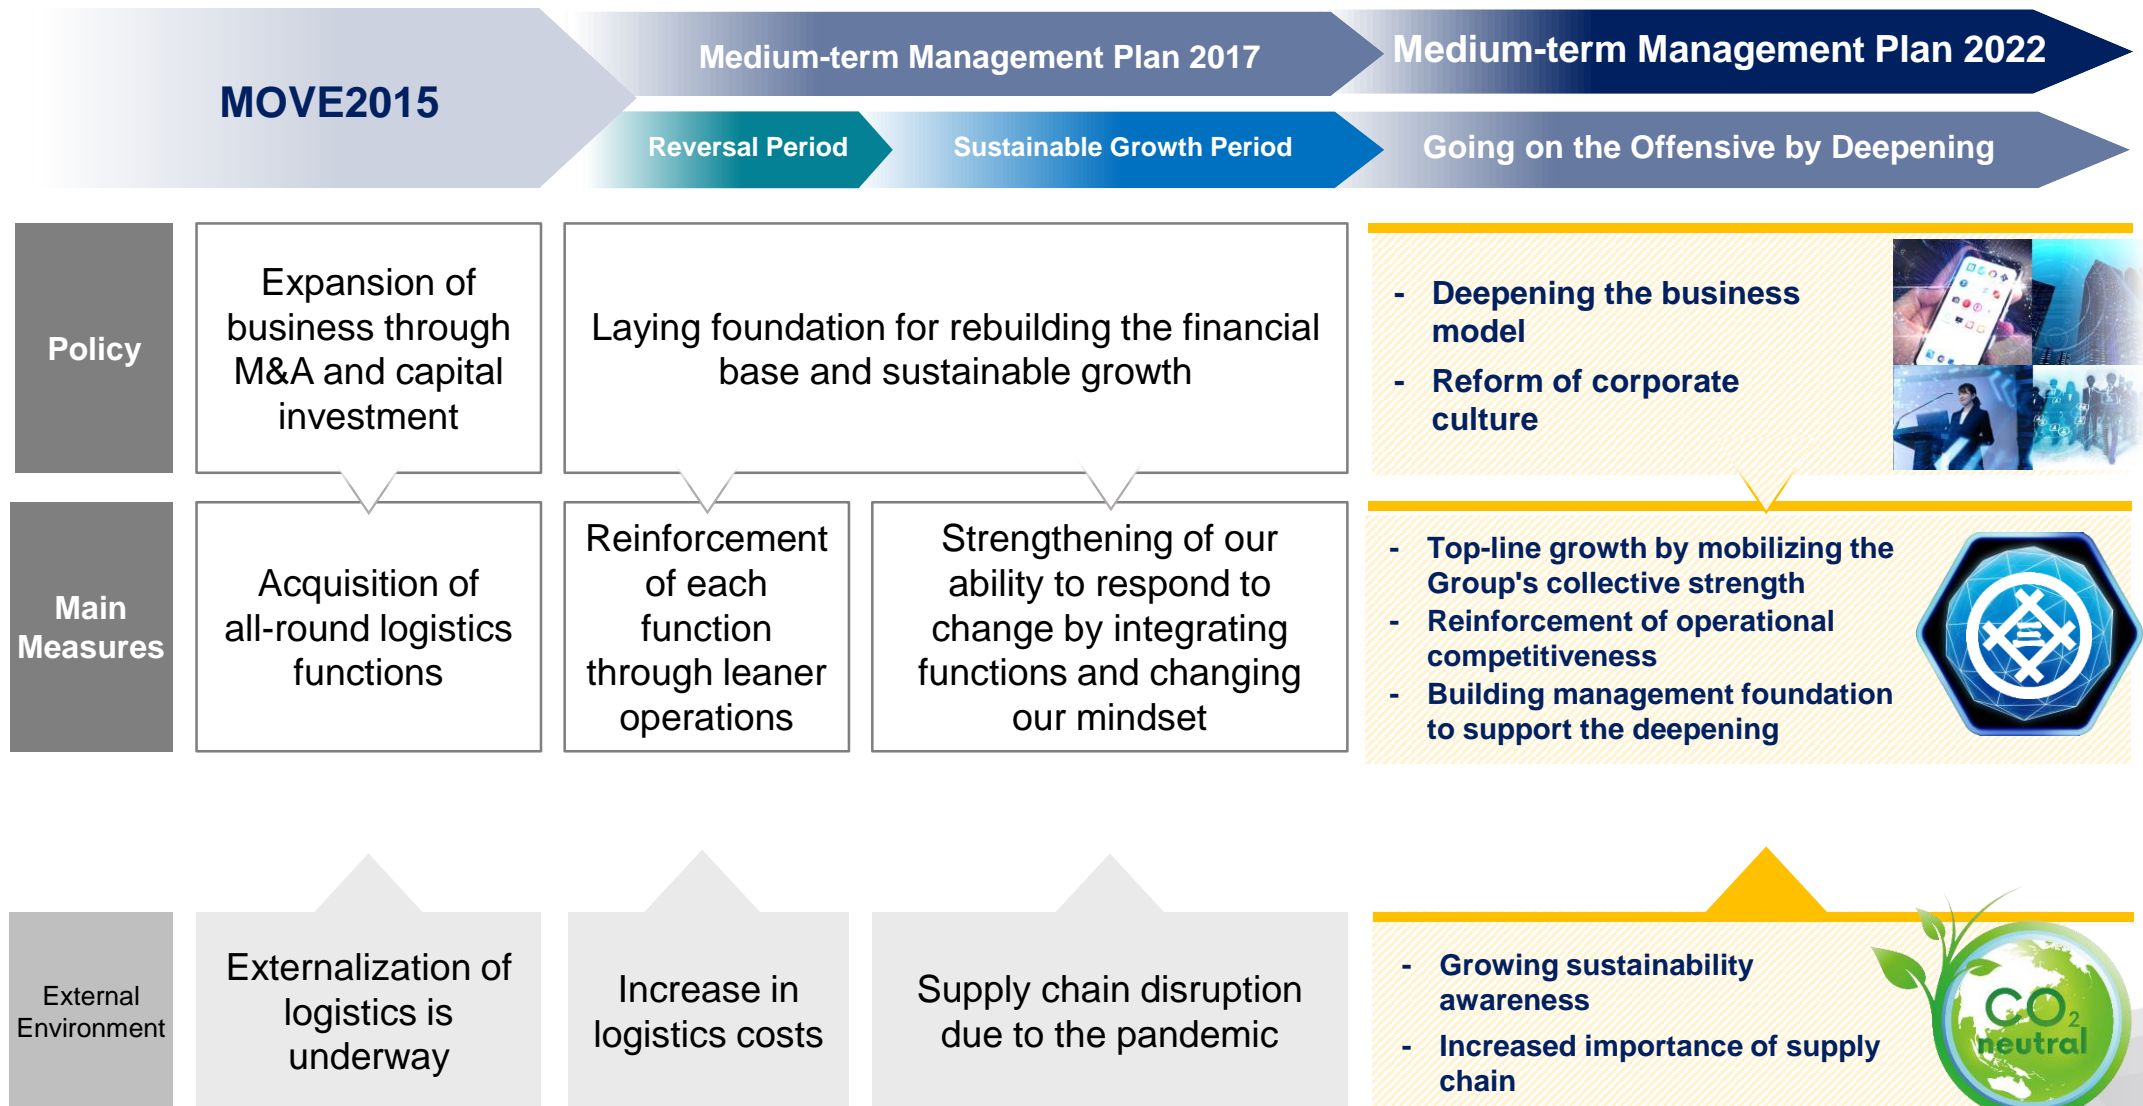 MOVE2015
Medium-term Management Plan 2017
Medium-term Management Plan 2022
Reversal Period
Sustainable Growth Period
Going on the Offensive by Deepening
Policy
Expansion of
business through
M&A and capital
investment
Laying foundation for rebuilding the financial
base and sustainable growth
- Deepening the business
model
- Reform of corporate
culture
Main
Measures
Acquisition of
all-round logistics
functions
Reinforcement
of each
function
through leaner
operations
Strengthening of our
ability to respond to
change by integrating
functions and changing
our mindset
- Top-line growth by mobilizing the
Group's collective strength
- Reinforcement of operational
competitiveness
- Building management foundation
to support the deepening
External
Environment
Externalization of
logistics is
underway
Increase in
logistics costs
Supply chain disruption
due to the pandemic
- Growing sustainability
awareness
- Increased importance of supply
chain
CO2
neutral